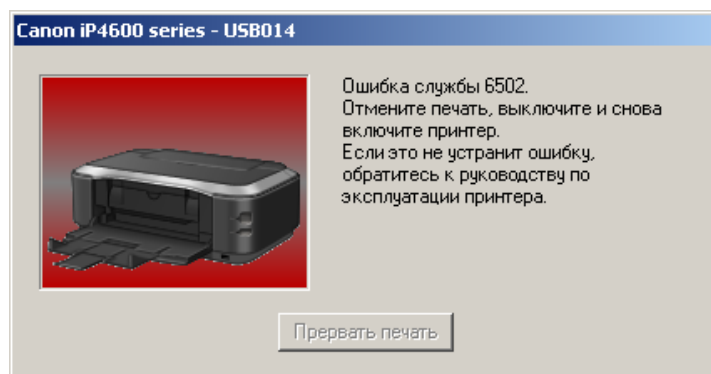 Canon iP4600 series - USB014
Ошибка службы 6502.
Отмените печать, выключите и снова
включите принтер.
Если это не устранит ошибку,
обратитесь к руководству по
эксплуатации принтера.
Прервать печать